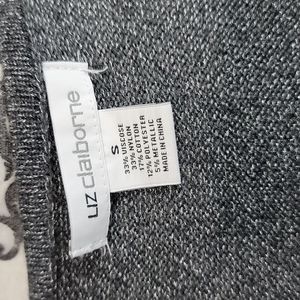 LIZ claiborne
S
33% VISCOSE
33% NYLON
17% COTTON
12% POLYESTER
5% METALLIC
MADE IN CHINA